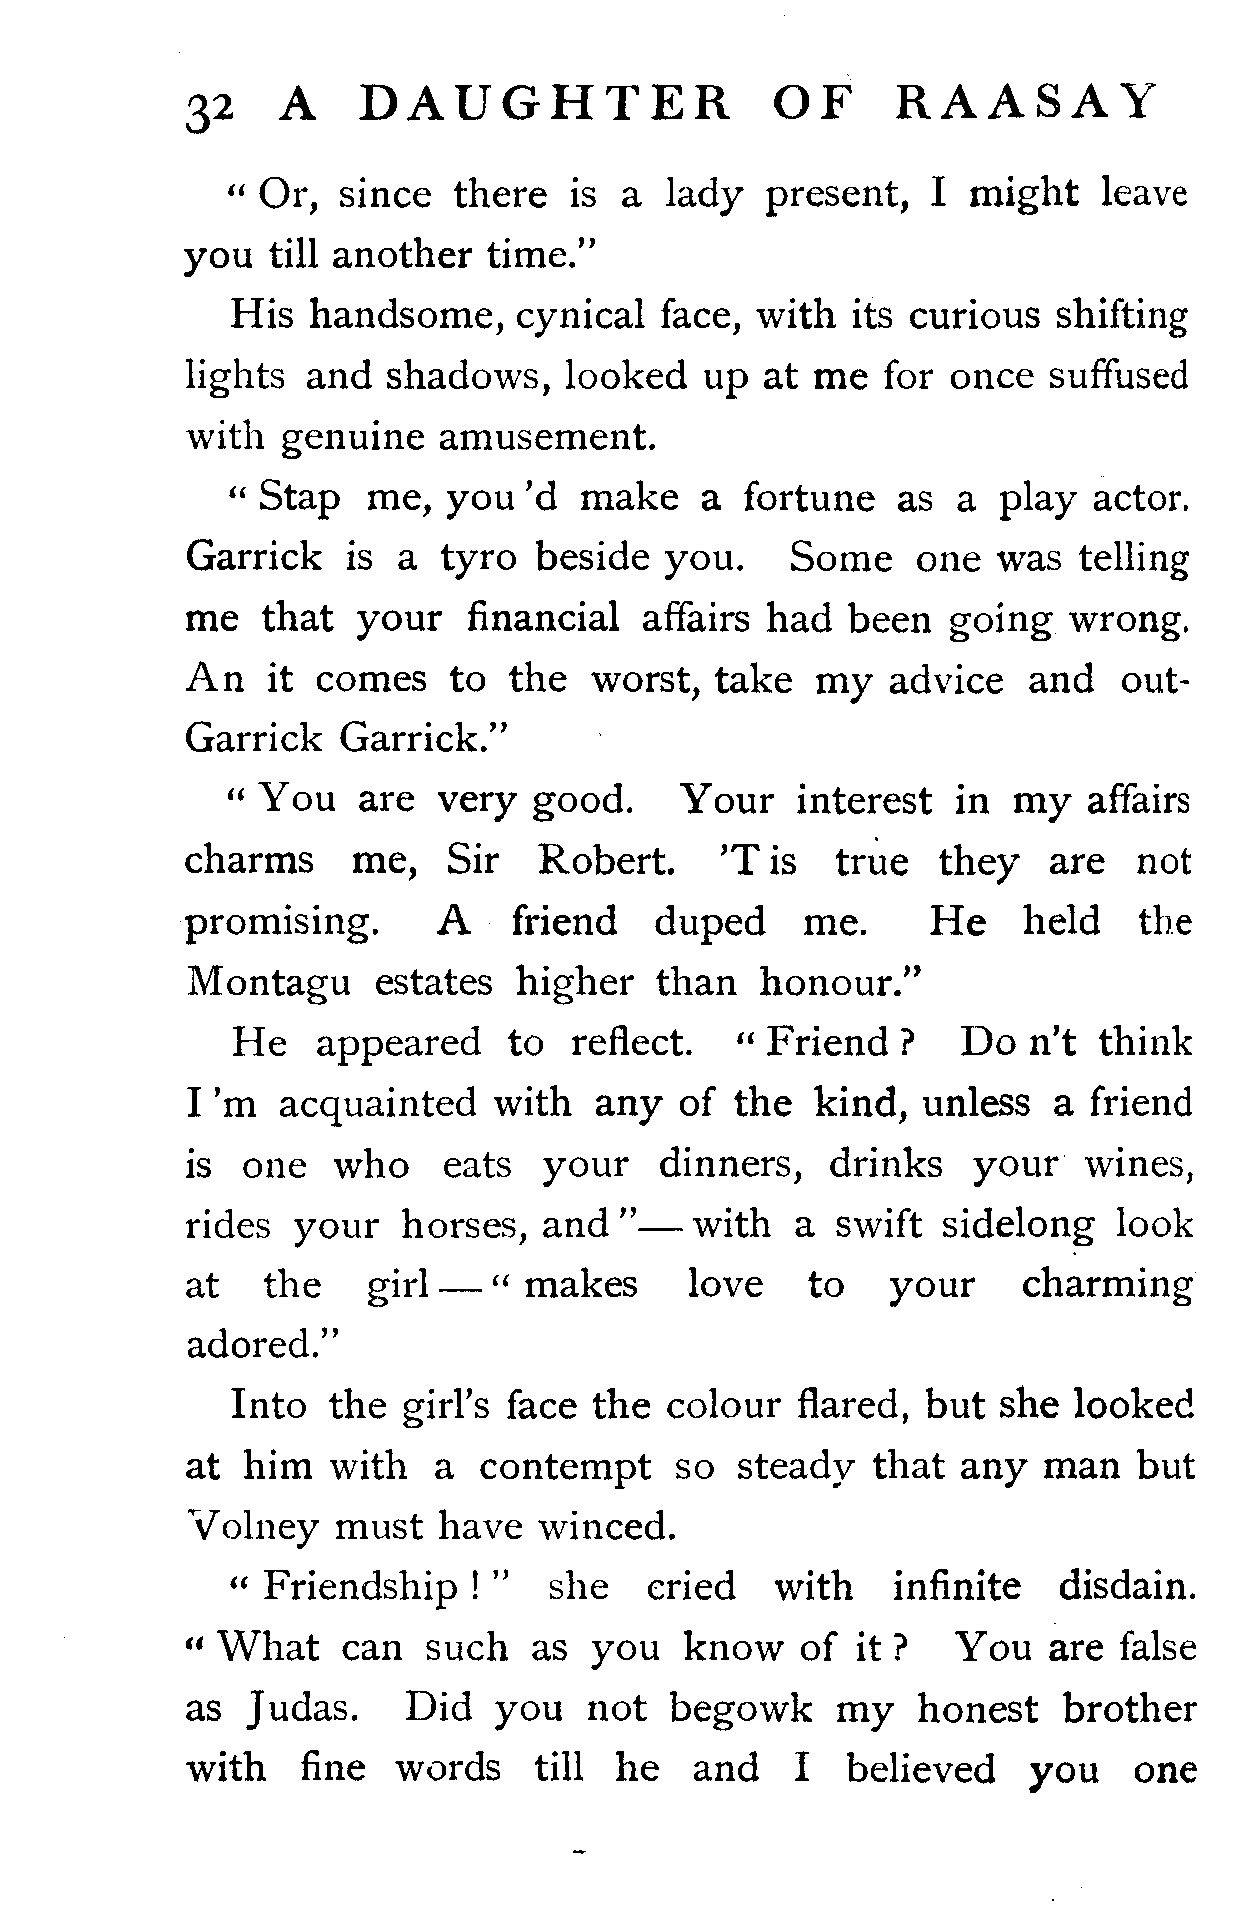 32 A DAUGHTER OF RAASAY
" Or, since there is a lady present, I might leave
you till another time."
His handsome, cynical face, with its curious shifting
lights and shadows, looked up at me for once suffused
with genuine amusement.
" Stap me, you 'd make a fortune as a play actor.
Garrick is a tyro beside you. Some one was telling
me that your financial affairs had been going wrong.
An it comes to the worst, take my advice and out-
Garrick Garrick."
" You are very good. Your interest in my affairs
charms me, Sir Robert. 'T is true they are not
promising. A friend duped me. He held the
Montagu estates higher than honour."
He appeared to reflect. " Friend ? Do n't think
I 'm acquainted with any of the kind, unless a friend
is one who eats your dinners, drinks your wines,
rides your horses, and "— with a swift sidelong look
at the girl — " makes love to your charming
adored."
Into the girl's face the colour flared, but she looked
at him with a contempt so steady that any man but
Volney must have winced.
" Friendship ! " she cried with infinite disdain.
" What can such as you know of it ? You are false
as Judas. Did you not begowk my honest brother
with fine words till he and I believed you one